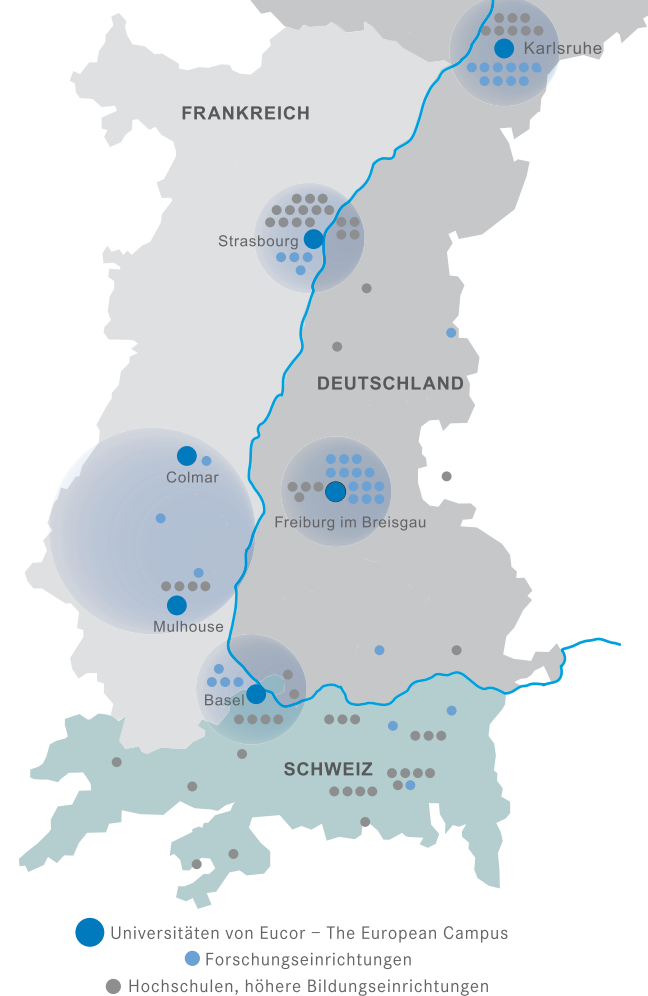 Karlsruhe
FRANKREICH
Strasbourg
DEUTSCHLAND
Colmar
Freiburg im Breisgau
Mulhouse
Basel
SCHWEIZ
Universitäten von Eucor – The European Campus
Forschungseinrichtungen
Hochschulen, höhere Bildungseinrichtungen